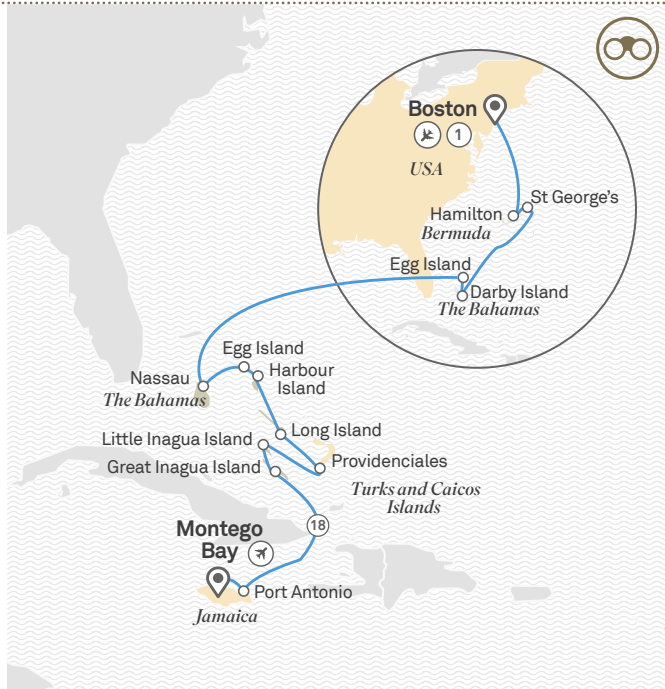 Boston
1
USA
St George's
Hamilton
Bermuda
Egg Island
Darby Island
The Bahamas
Egg Island
Harbour
Island
Nassau
The Bahamas
Long Island
Little Inagua Island
Providenciales
Great Inagua Island
Turks and Caicos
Islands
18
Montego
Bay
Port Antonio
Jamaica